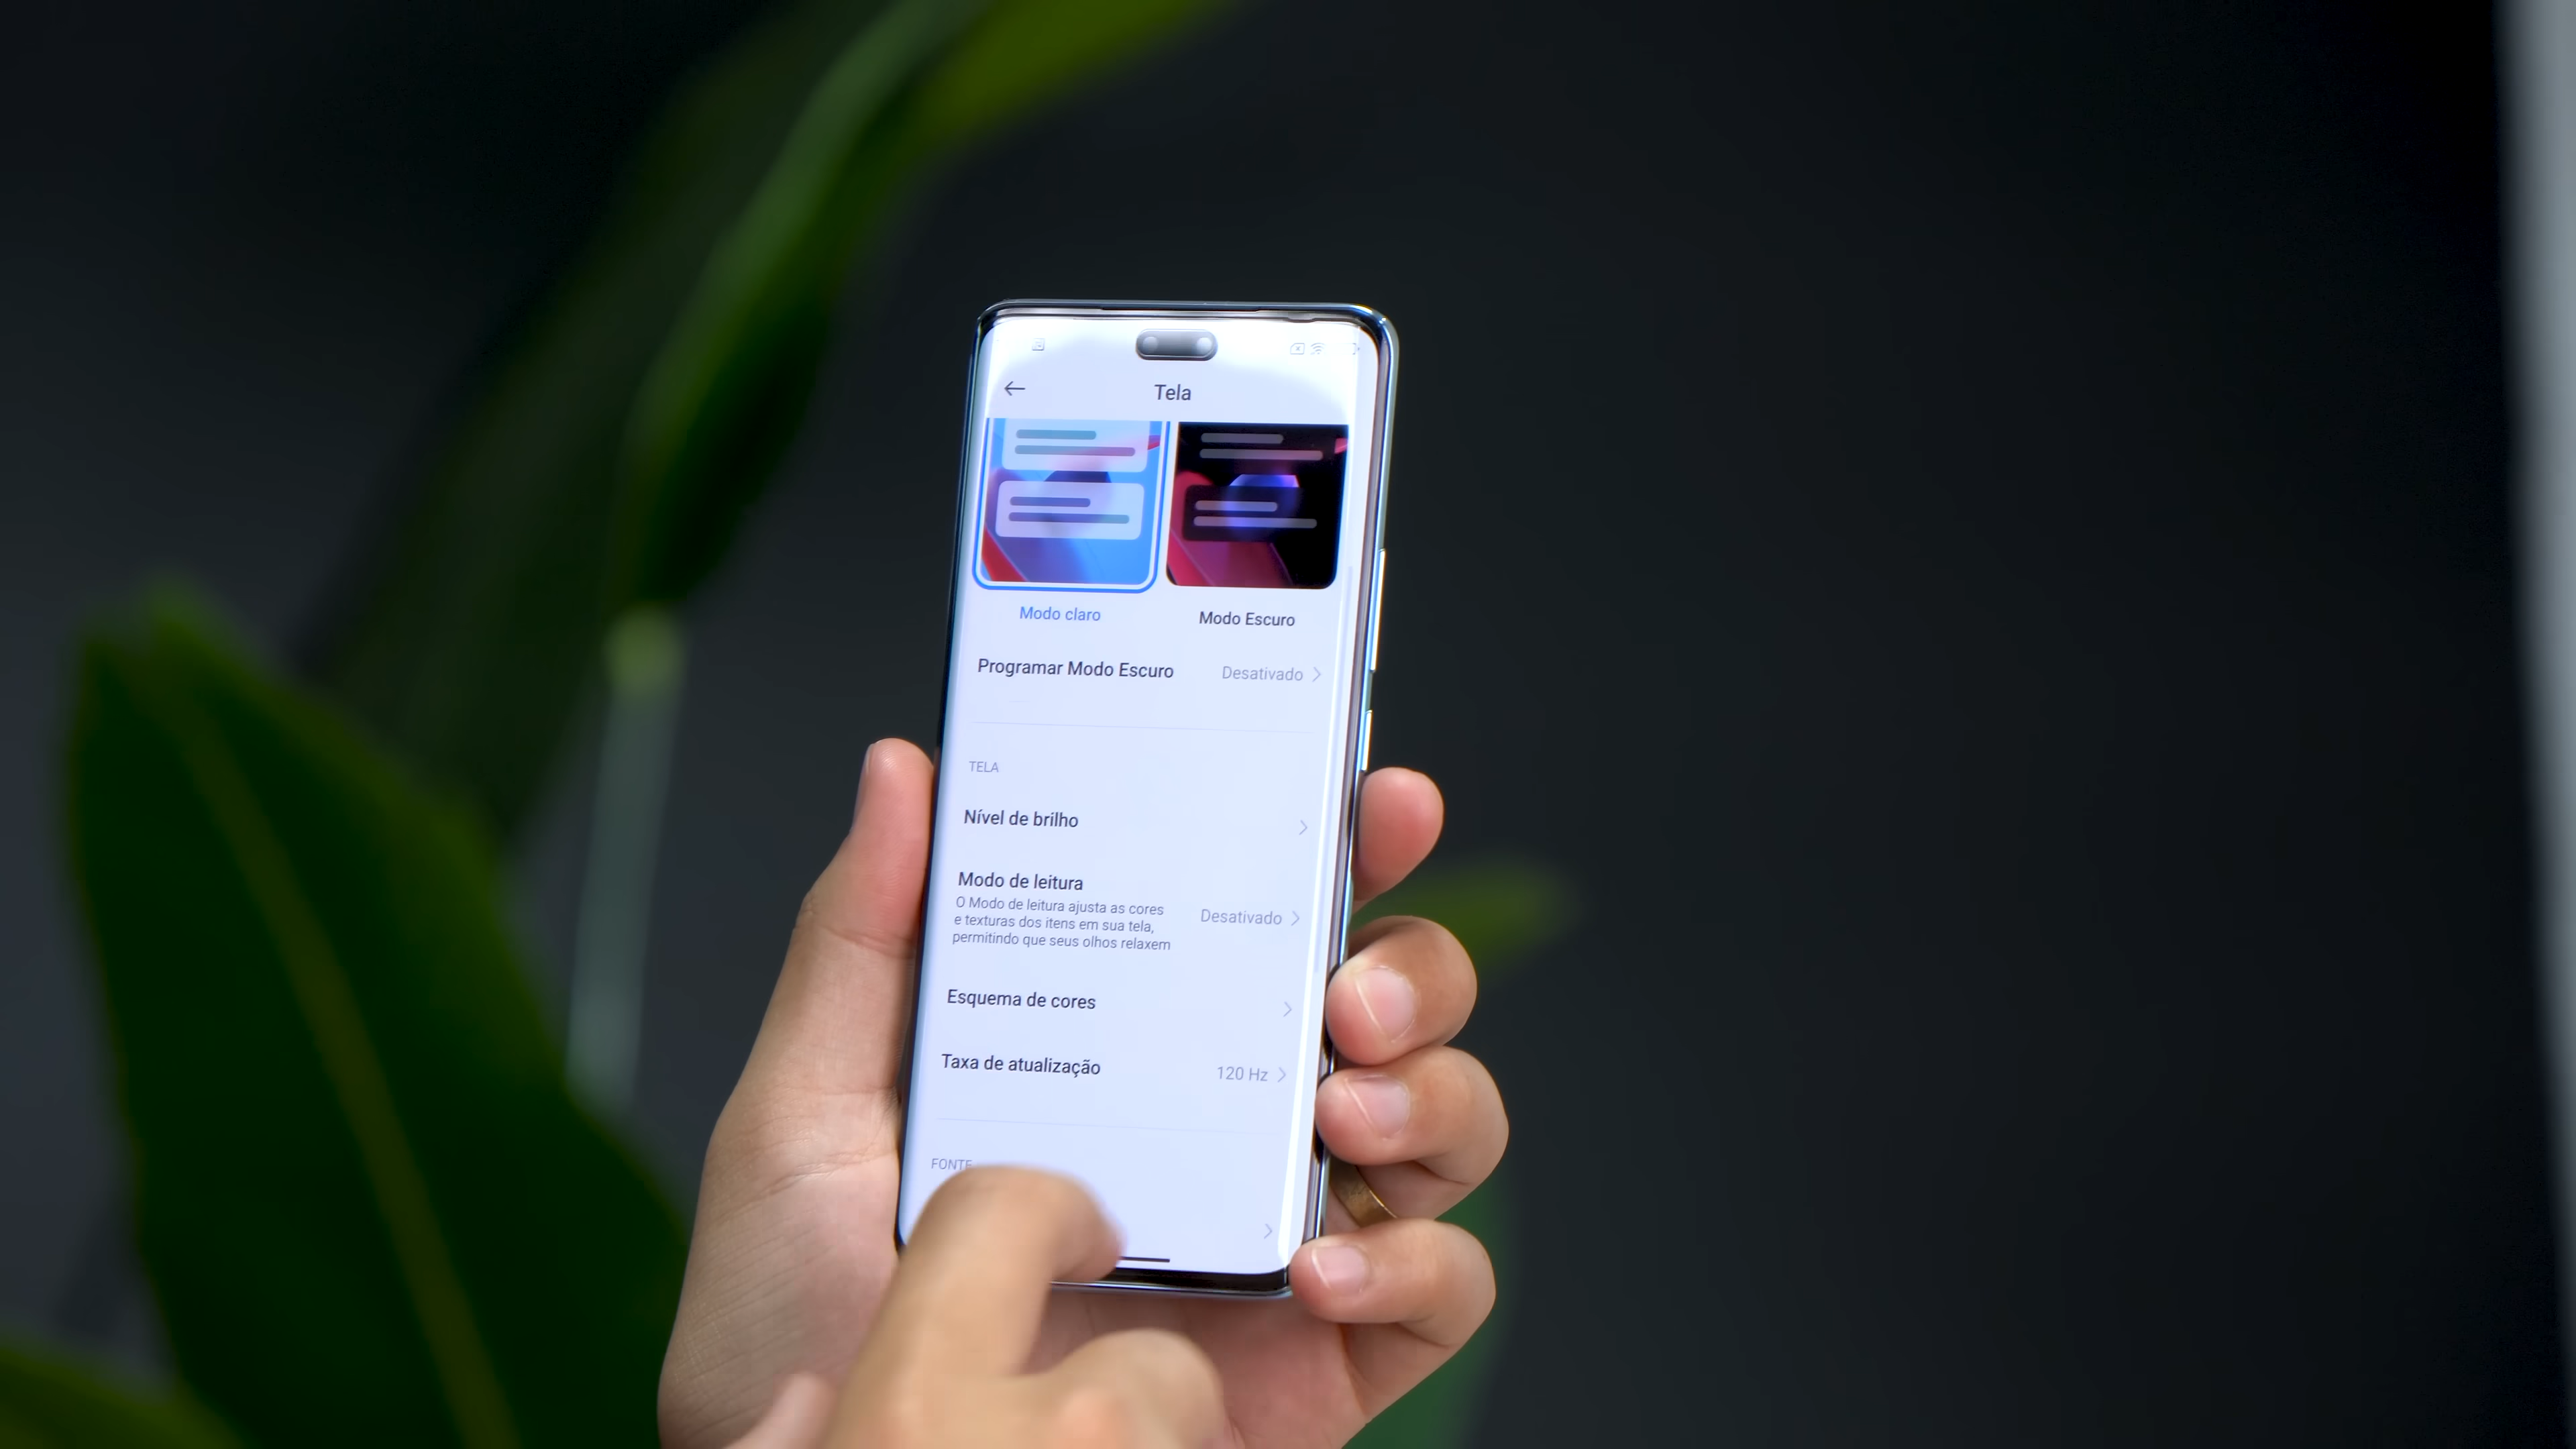 Tela
Modo claro
Modo Escuro
Programar Modo Escuro
Desativado
TELA
Nível de brilho
Modo de leitura
O Modo de leitura ajusta as cores
e texturas dos itens em sua tela,
permitindo que seus olhos relaxem
Desativado
Esquema de cores
Taxa de atualização
120 Hz
FONTE